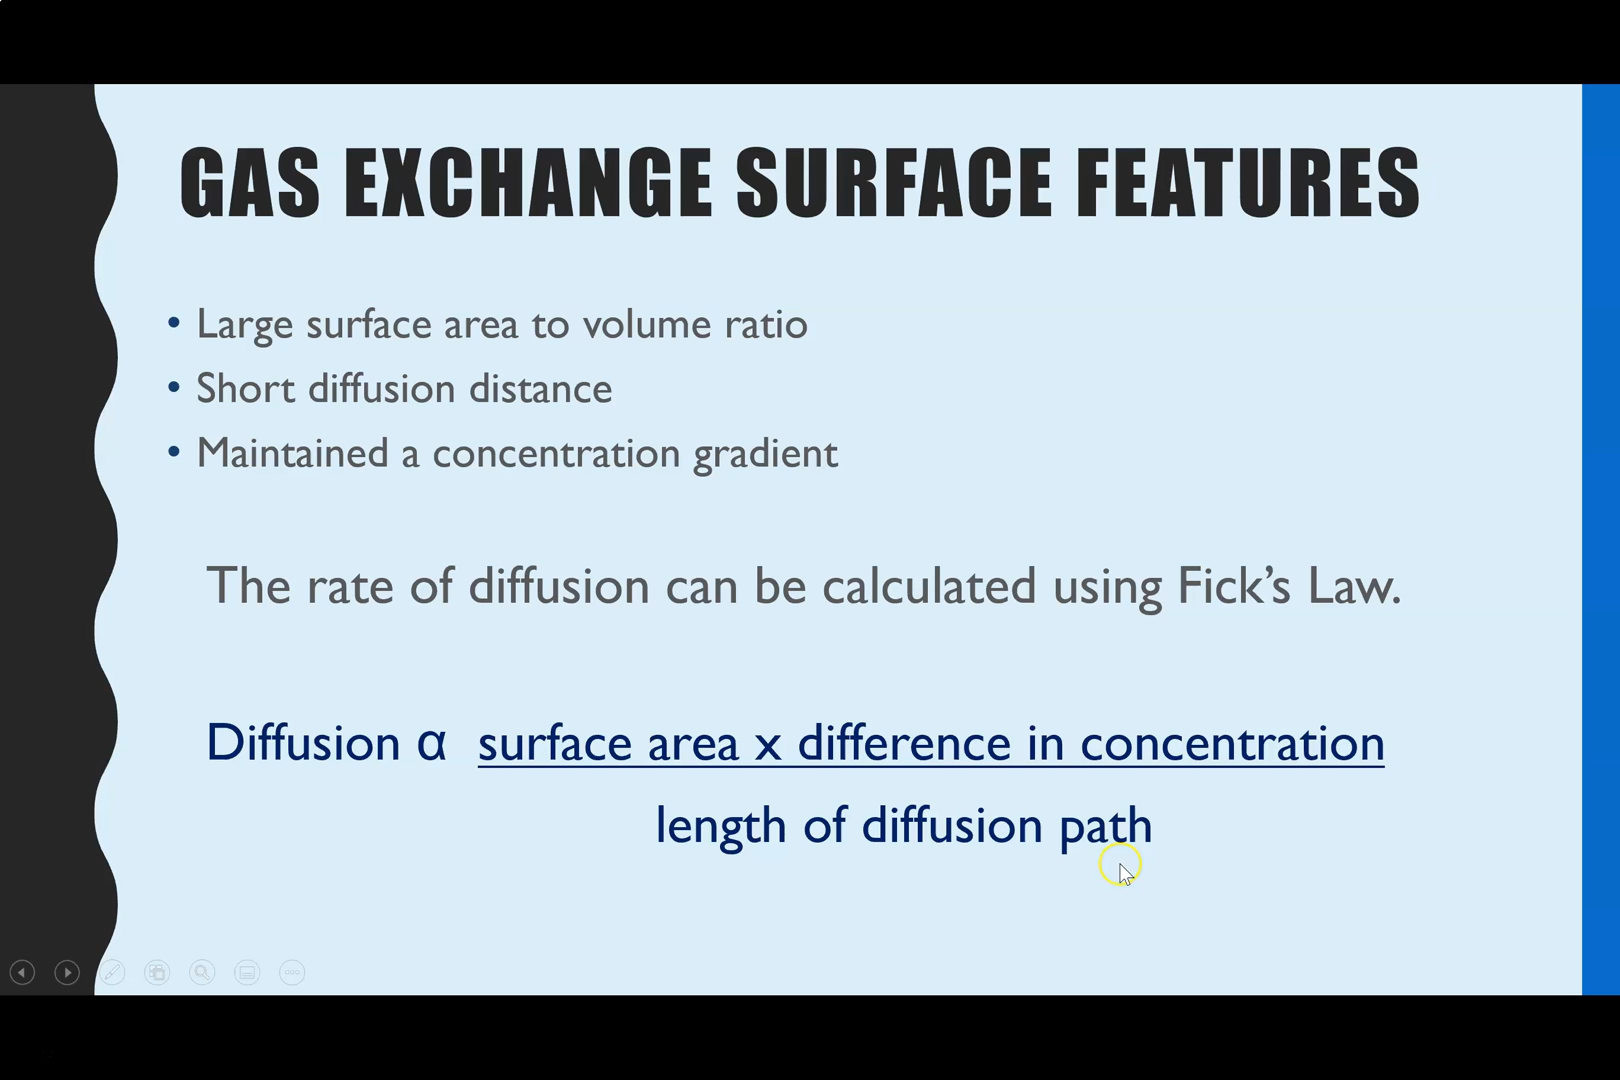 GAS EXCHANGE SURFACE FEATURES
• Large surface area to volume ratio
• Short diffusion distance
• Maintained a concentration gradient
The rate of diffusion can be calculated using Fick’s Law.
Diffusion α surface area x difference in concentration
length of diffusion path